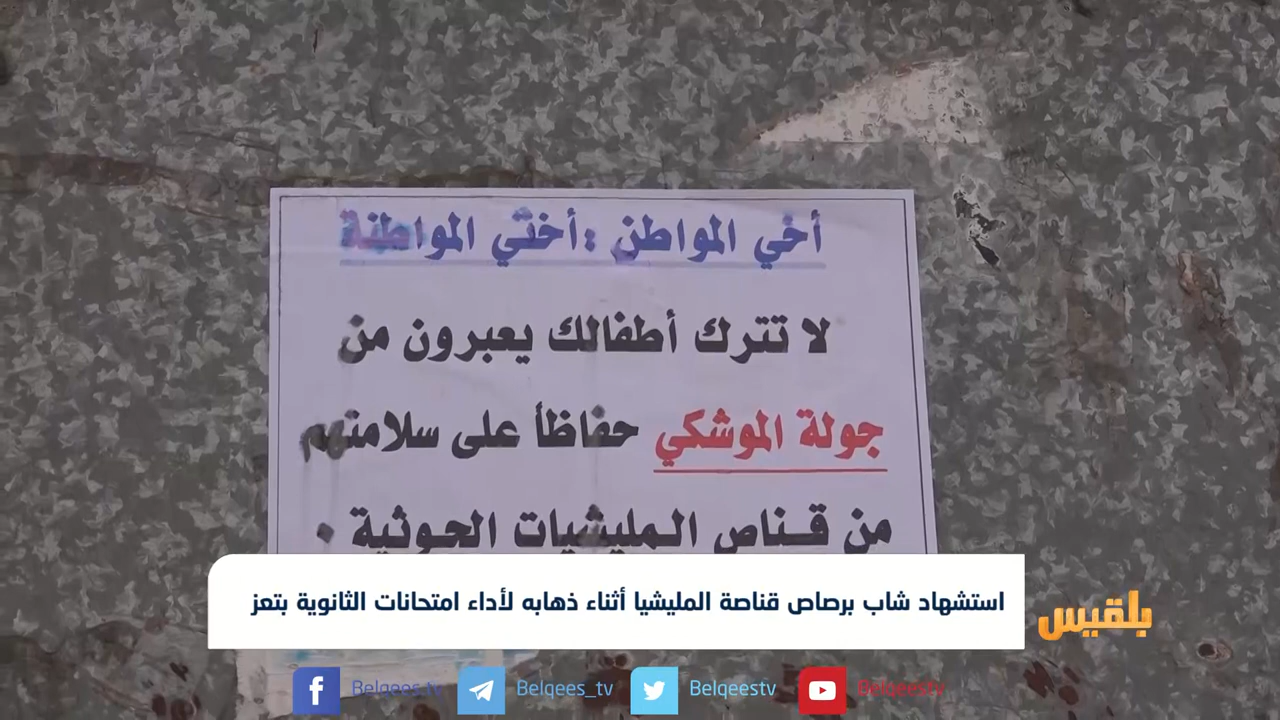 أخي المواطن : أختي المواطنة
لا تترك أطفالك يعبرون من
جولة الموشكي حفاظاً على سلامتهم
من قناص المليشيات الحوثية .
استشهاد شاب برصاص قناصة المليشيا أثناء ذهابه لأداء امتحانات الثانوية بتعز
بلقيس
Belqees.tv
Belqees_tv
Belqeestv
Belqeestv